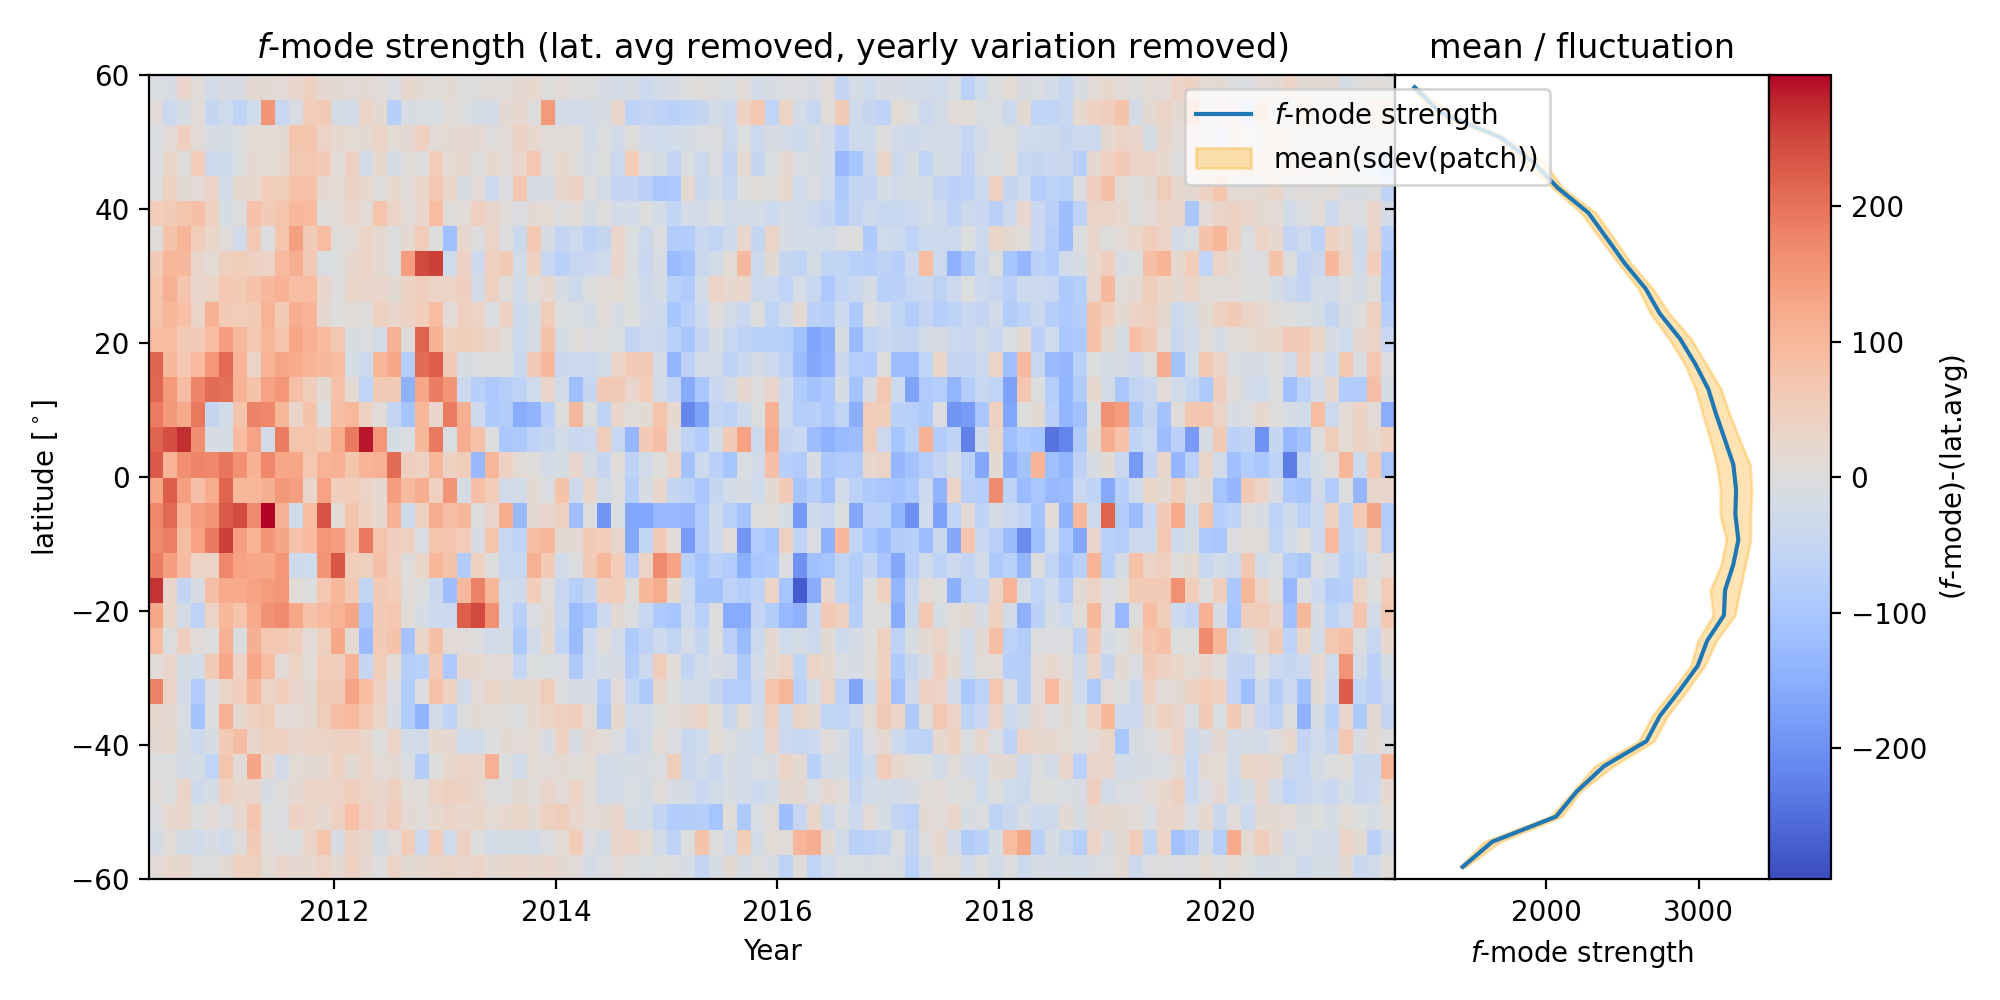 f-mode strength (lat. avg removed, yearly variation removed)
mean / fluctuation
f-mode strength
mean(sdev(patch))
60
40
20
0
−20
−40
−60
latitude [°]
2012 2014 2016 2018 2020
Year
2000 3000
f-mode strength
200
100
0
−100
−200
(f-mode)-(lat.avg)